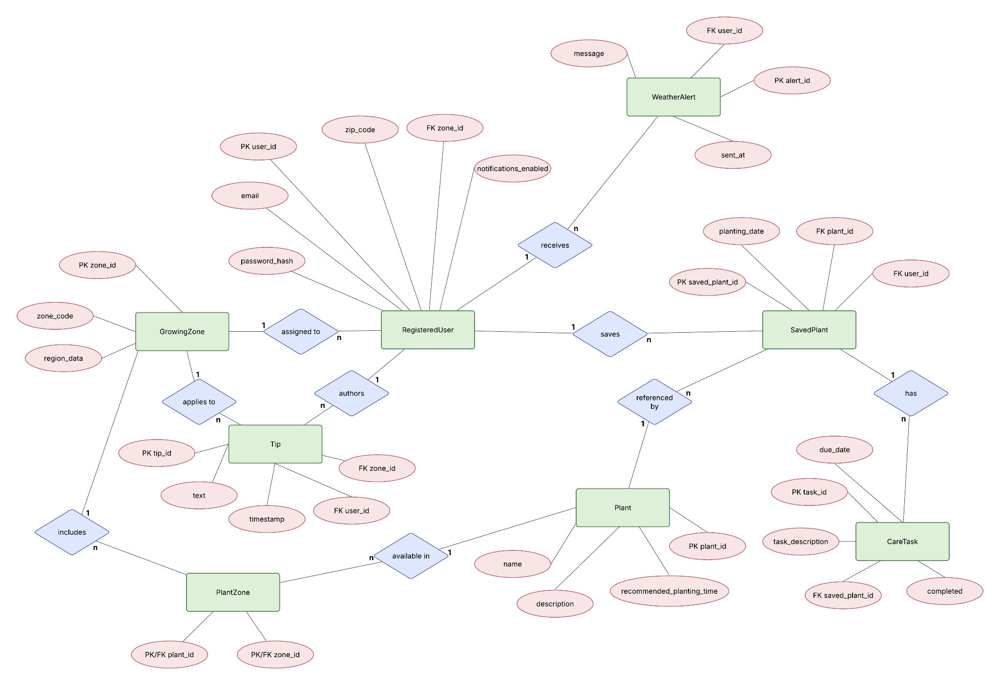 FK user_id
message
PK alert_id
WeatherAlert
sent_at
zip_code
FK zone_id
PK user_id
notifications_enabled
email
n
receives
1
password_hash
planting_date
FK plant_id
PK saved_plant_id
FK user_id
PK zone_id
zone_code
region_data
GrowingZone
1
assigned to
n
RegisteredUser
1
saves
n
SavedPlant
1
applies to
n
1
authors
n
n
referenced
by
1
1
has
n
Tip
PK tip_id
text
timestamp
FK user_id
FK zone_id
due_date
PK task_id
task_description
CareTask
FK saved_plant_id
completed
Plant
PK plant_id
name
description
recommended_planting_time
1
includes
n
n
available in
1
PlantZone
PK/FK plant_id
PK/FK zone_id